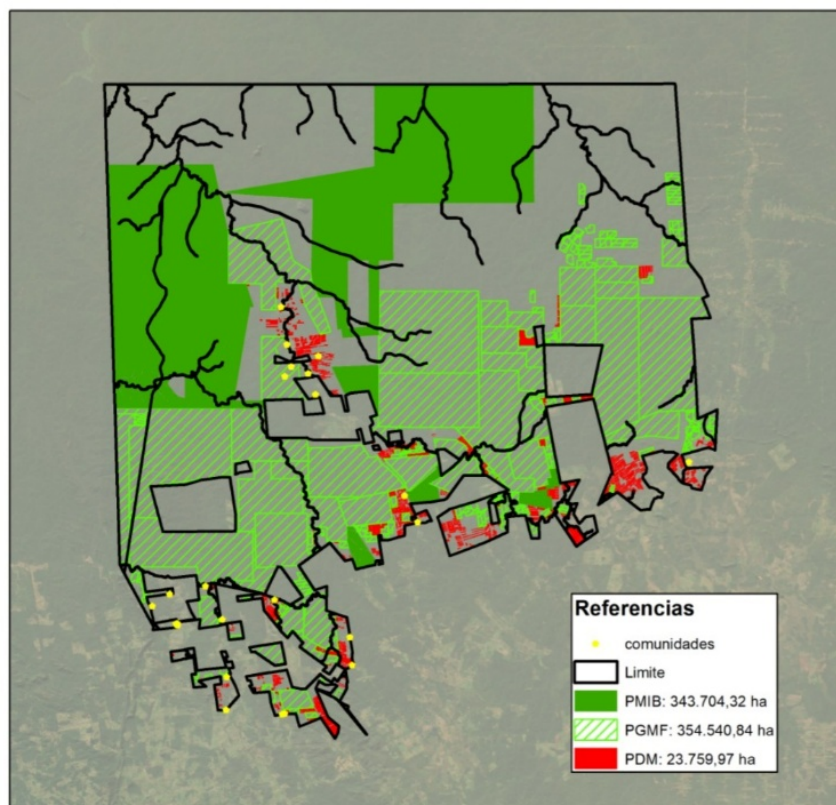 Referencias
comunidades
Limite
PMIB: 343.704,32 ha
PGMF: 354.540,84 ha
PDM: 23.759,97 ha